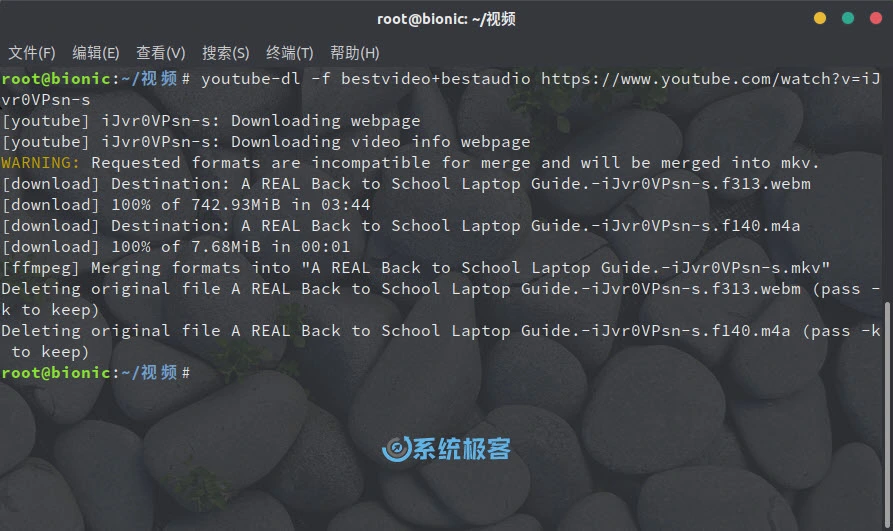 root@bionic: ~/视频
文件(F) 编辑(E) 查看(V) 搜索(S) 终端(T) 帮助(H)
root@bionic:~/视频# youtube-dl -f bestvideo+bestaudio https://www.youtube.com/watch?v=iJ
vr0VPsn-s
[youtube] iJvr0VPsn-s: Downloading webpage
[youtube] iJvr0VPsn-s: Downloading video info webpage
WARNING: Requested formats are incompatible for merge and will be merged into mkv.
[download] Destination: A REAL Back to School Laptop Guide.-iJvr0VPsn-s.f313.webm
[download] 100% of 742.93MiB in 03:44
[download] Destination: A REAL Back to School Laptop Guide.-iJvr0VPsn-s.f140.m4a
[download] 100% of 7.68MiB in 00:01
[ffmpeg] Merging formats into "A REAL Back to School Laptop Guide.-iJvr0VPsn-s.mkv"
Deleting original file A REAL Back to School Laptop Guide.-iJvr0VPsn-s.f313.webm (pass -
k to keep)
Deleting original file A REAL Back to School Laptop Guide.-iJvr0VPsn-s.f140.m4a (pass -k
 to keep)
root@bionic:~/视频#
系统极客